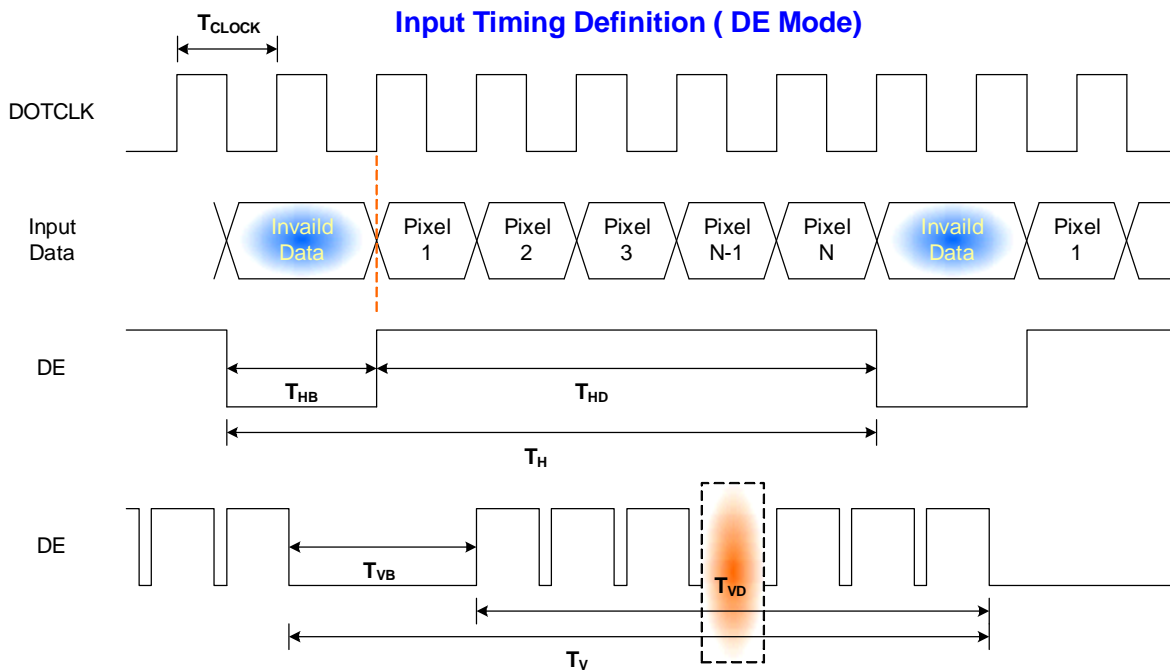 Input Timing Definition ( DE Mode)
TCLOCK
DOTCLK
Input
Data
Invaild
Data
Pixel
1
Pixel
2
Pixel
3
Pixel
N-1
Pixel
N
Invaild
Data
Pixel
1
DE
THB
THD
TH
DE
TVB
TVD
TV